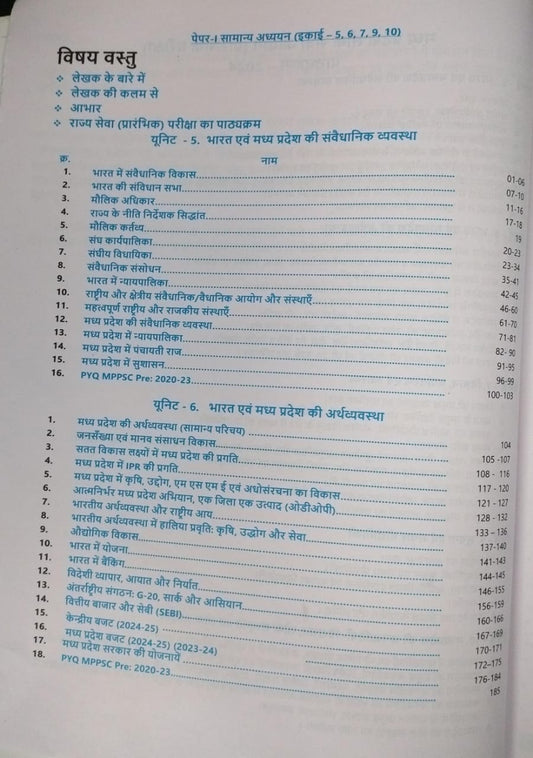 पेपर-I सामान्य अध्ययन (इकाई – 5, 6, 7, 9, 10)
विषय वस्तु
❖ लेखक के बारे में
❖ लेखक की कलम से
❖ आभार
❖ राज्य सेवा (प्रारंभिक) परीक्षा का पाठ्यक्रम
यूनिट - 5. भारत एवं मध्य प्रदेश की संवैधानिक व्यवस्था
क्र. नाम
1. भारत में संवैधानिक विकास 01-06
2. भारत की संविधान सभा 07-10
3. मौलिक अधिकार 11-16
4. राज्य के नीति निर्देशक सिद्धांत 17-18
5. मौलिक कर्तव्य 19
6. संघ कार्यपालिका 20-23
7. संघीय विधायिका 23-34
8. संवैधानिक संसोधन 35-41
9. भारत में न्यायपालिका 42-45
10. राष्ट्रीय और क्षेत्रीय संवैधानिक/वैधानिक आयोग और संस्थाएँ 46-60
11. महत्वपूर्ण राष्ट्रीय और राजकीय संस्थाएँ 61-70
12. मध्य प्रदेश की संवैधानिक व्यवस्था 71-81
13. मध्य प्रदेश में न्यायपालिका 82- 90
14. मध्य प्रदेश में पंचायती राज 91-95
15. मध्य प्रदेश में सुशासन 96-99
16. PYQ MPPSC Pre: 2020-23 100-103
यूनिट - 6. भारत एवं मध्य प्रदेश की अर्थव्यवस्था
1. मध्य प्रदेश की अर्थव्यवस्था (सामान्य परिचय) 104
2. जनसँख्या एवं मानव संसाधन विकास 105 -107
3. सतत विकास लक्ष्यों में मध्य प्रदेश की प्रगति 108 - 116
4. मध्य प्रदेश में IPR की प्रगति 117 - 120
5. मध्य प्रदेश में कृषि, उद्योग, एम एस एम ई एवं अधोसंरचना का विकास 121 - 127
6. आत्मनिर्भर मध्य प्रदेश अभियान, एक जिला एक उत्पाद (ओडीओपी) 128 - 132
7. भारतीय अर्थव्यवस्था और राष्ट्रीय आय 133 – 136
8. भारतीय अर्थव्यवस्था में हालिया प्रवृति: कृषि, उद्धोग और सेवा 137-140
9. औद्योगिक विकास 141-143
10. भारत में योजना 144-145
11. भारत में बैंकिंग 146-155
12. विदेशी व्यापार, आयात और निर्यात 156-159
13. अंतर्राष्ट्रीय संगठन: G-20, सार्क और आसियान 160-166
14. वित्तीय बाजार और सेबी (SEBI) 167-169
15. केन्द्रीय बजट (2024-25) 170-171
16. मध्य प्रदेश बजट (2024-25) (2023-24) 172–175
17. मध्य प्रदेश सरकार की योजनायें 176-184
18. PYQ MPPSC Pre: 2020-23 185